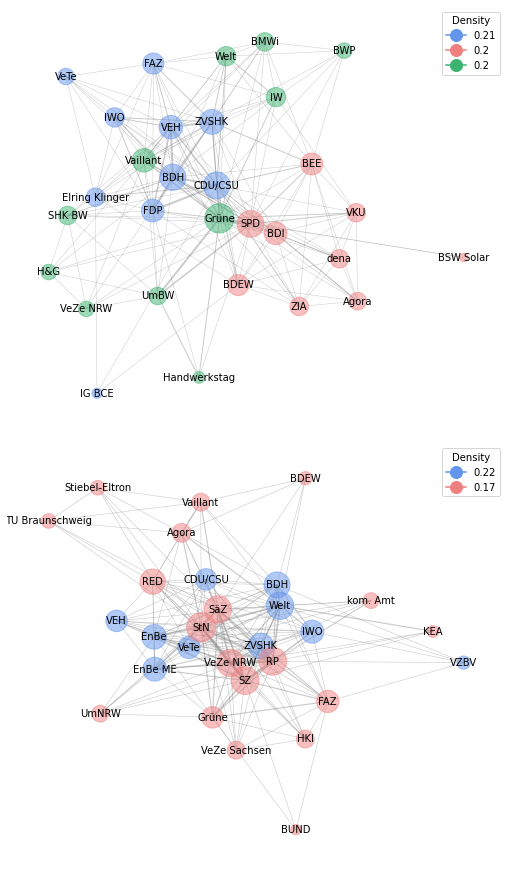 Density
0.21
0.2
0.2
BMWi
Welt
BWP
FAZ
VeTe
IW
IWO
ZVSHK
VEH
Vaillant
BEE
BDH
CDU/CSU
Elring Klinger
FDP
SHK BW
Grüne
SPD
VKU
BDI
BSW Solar
dena
H&G
BDEW
UmBW
Agora
VeZe NRW
ZIA
Handwerkstag
IG BCE
Density
0.22
0.17
BDEW
Stiebel-Eltron
Vaillant
TU Braunschweig
Agora
RED
CDU/CSU
BDH
kom. Amt
Welt
SäZ
VEH
StN
IWO
KEA
EnBe
ZVSHK
VeTe
VeZe NRW
RP
VZBV
EnBe ME
SZ
FAZ
UmNRW
Grüne
HKI
VeZe Sachsen
BUND